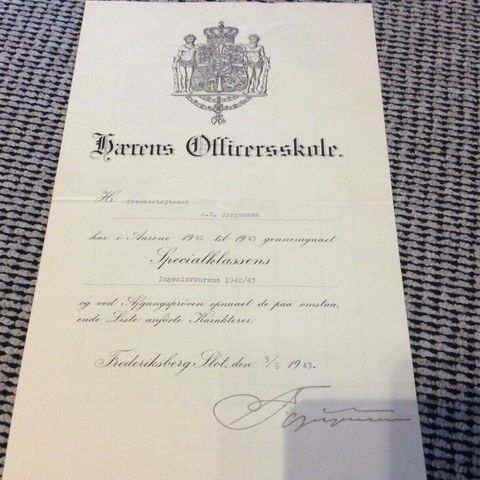 Hærens Officersskole.
Hr. Premierløjtnant
A.B. Jørgensen
har i Aarene 1940 til 1943 gennemgaaet
Specialklassens
Ingeniørkursus 1940/43
og ved Afgangsprøven opnaaet de paa omstaa,
ende Liste anførte Karakterer.
Frederiksberg Slot, den 9/6 1943.